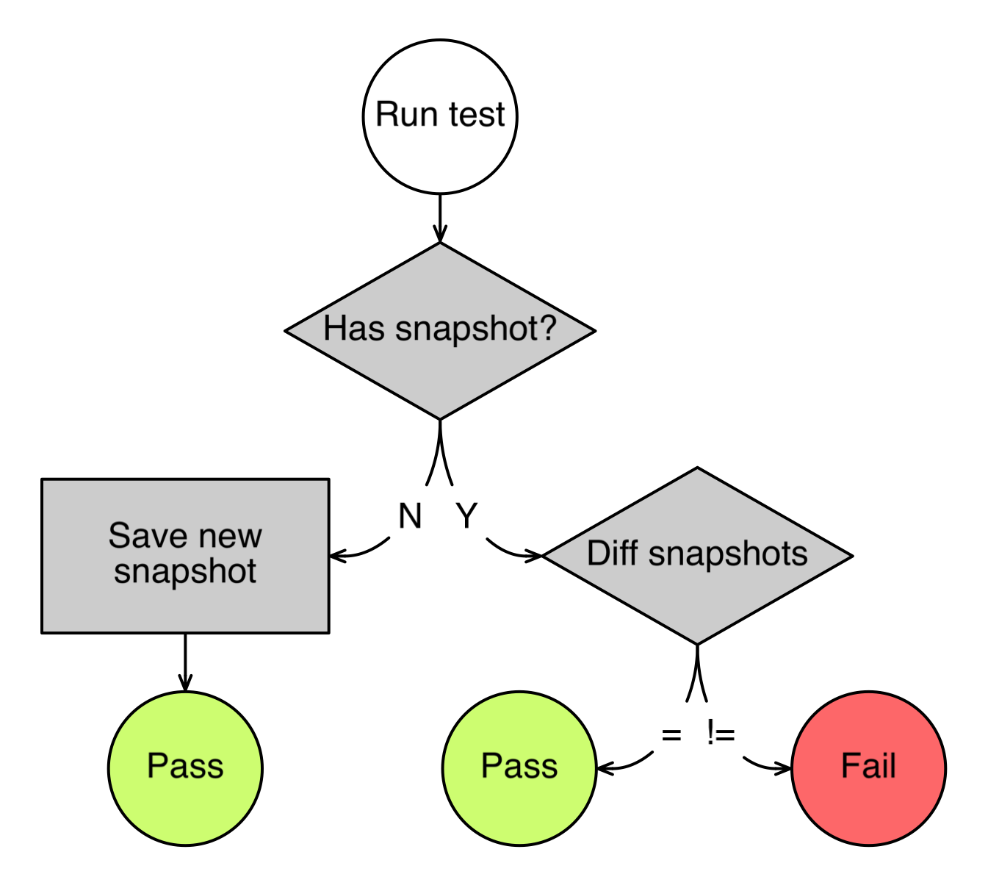 Run test
Has snapshot?
N
Y
Save new
snapshot
Diff snapshots
=
!=
Pass
Pass
Fail